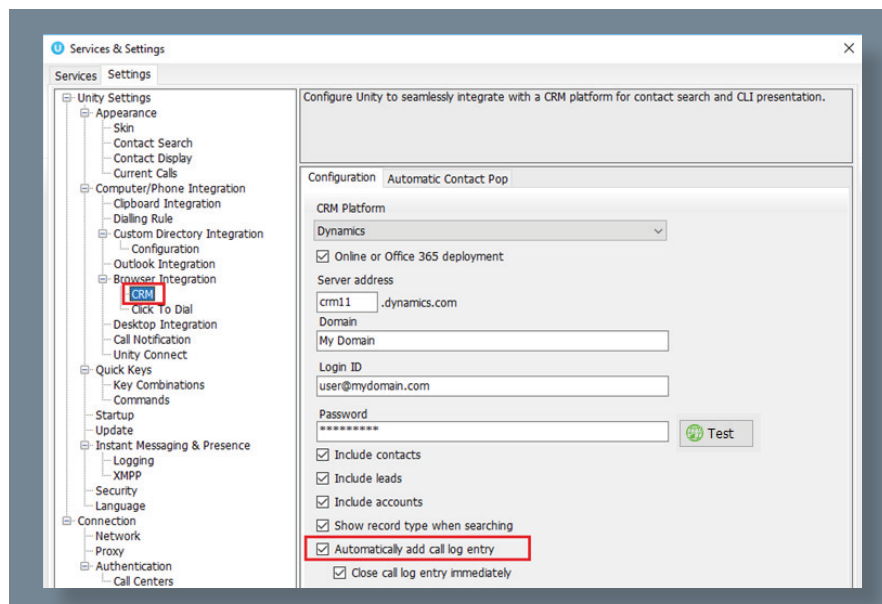 Services & Settings
Services Settings
Unity Settings
Appearance
Skin
Contact Search
Contact Display
Current Calls
Computer/Phone Integration
Clipboard Integration
Dialling Rule
Custom Directory Integration
Configuration
Outlook Integration
Browser Integration
CRM
Click To Dial
Desktop Integration
Call Notification
Unity Connect
Quick Keys
Key Combinations
Commands
Startup
Update
Instant Messaging & Presence
Logging
XMPP
Security
Language
Connection
Network
Proxy
Authentication
Call Centers
Configure Unity to seamlessly integrate with a CRM platform for contact search and CLI presentation.
Configuration Automatic Contact Pop
CRM Platform
Dynamics
Online or Office 365 deployment
Server address
crm11 .dynamics.com
Domain
My Domain
Login ID
user@mydomain.com
Password
*********
Test
Include contacts
Include leads
Include accounts
Show record type when searching
Automatically add call log entry
Close call log entry immediately